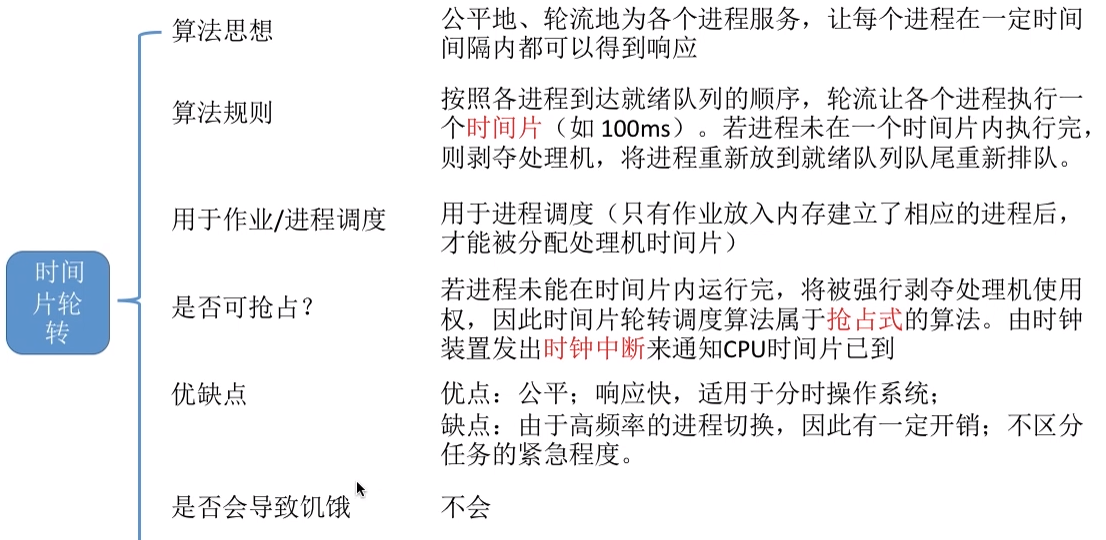 时间
片轮
转
算法思想
公平地、轮流地为各个进程服务，让每个进程在一定时间
间隔内都可以得到响应
算法规则
按照各进程到达就绪队列的顺序，轮流让各个进程执行一
个时间片（如 100ms）。若进程未在一个时间片内执行完，
则剥夺处理机，将进程重新放到就绪队列队尾重新排队。
用于作业/进程调度
用于进程调度（只有作业放入内存建立了相应的进程后，
才能被分配处理机时间片）
是否可抢占？
若进程未能在时间片内运行完，将被强行剥夺处理机使用
权，因此时间片轮转调度算法属于抢占式的算法。由时钟
装置发出时钟中断来通知CPU时间片已到
优缺点
优点：公平；响应快，适用于分时操作系统；
缺点：由于高频率的进程切换，因此有一定开销；不区分
任务的紧急程度。
是否会导致饥饿
不会